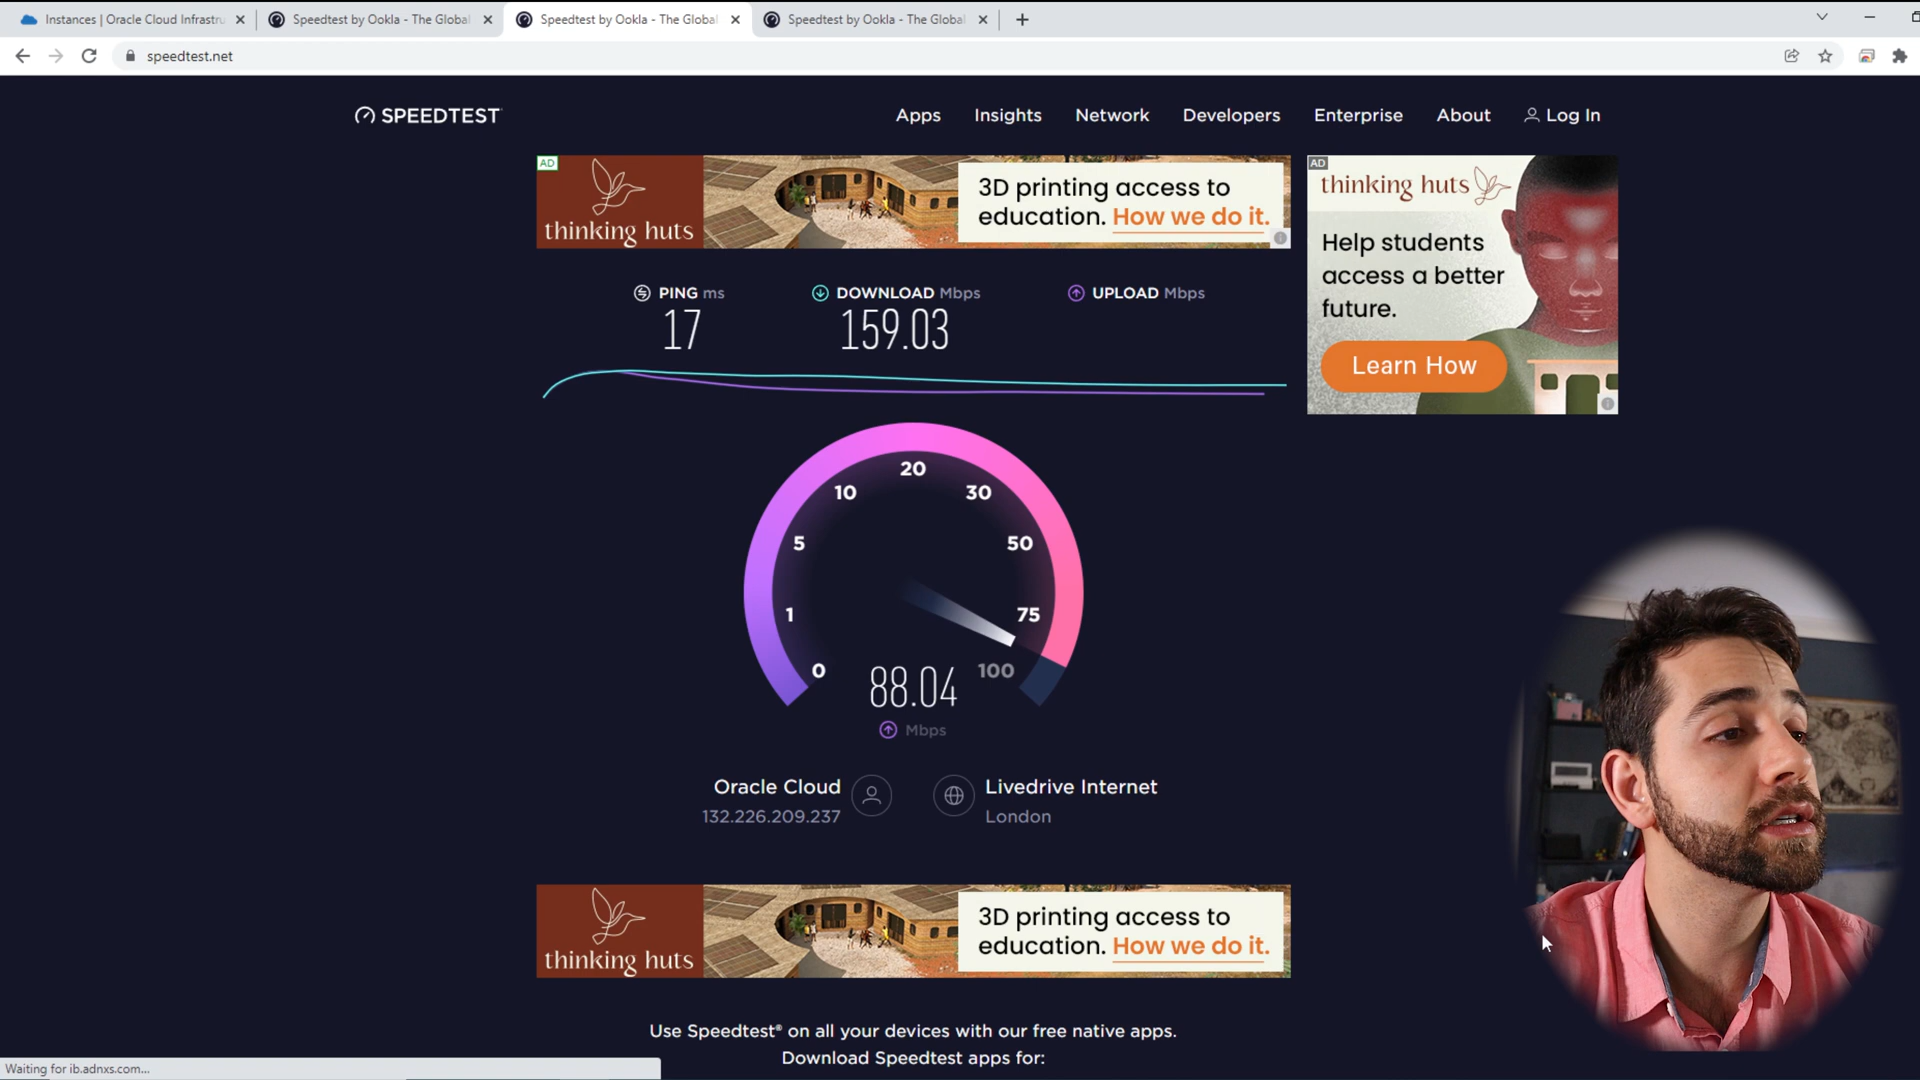 Instances | Oracle Cloud Infrastru
Speedtest by Ookla - The Global
Speedtest by Ookla - The Global
Speedtest by Ookla - The Global
speedtest.net
SPEEDTEST
Apps
Insights
Network
Developers
Enterprise
About
Log In
AD
thinking huts
3D printing access to
education. How we do it.
AD
thinking huts
Help students
access a better
future.
Learn How
PING ms
17
DOWNLOAD Mbps
159.03
UPLOAD Mbps
0
1
5
10
20
30
50
75
100
88.04
Mbps
Oracle Cloud
132.226.209.237
Livedrive Internet
London
thinking huts
3D printing access to
education. How we do it.
Use Speedtest® on all your devices with our free native apps.
Download Speedtest apps for:
Waiting for ib.adnxs.com...